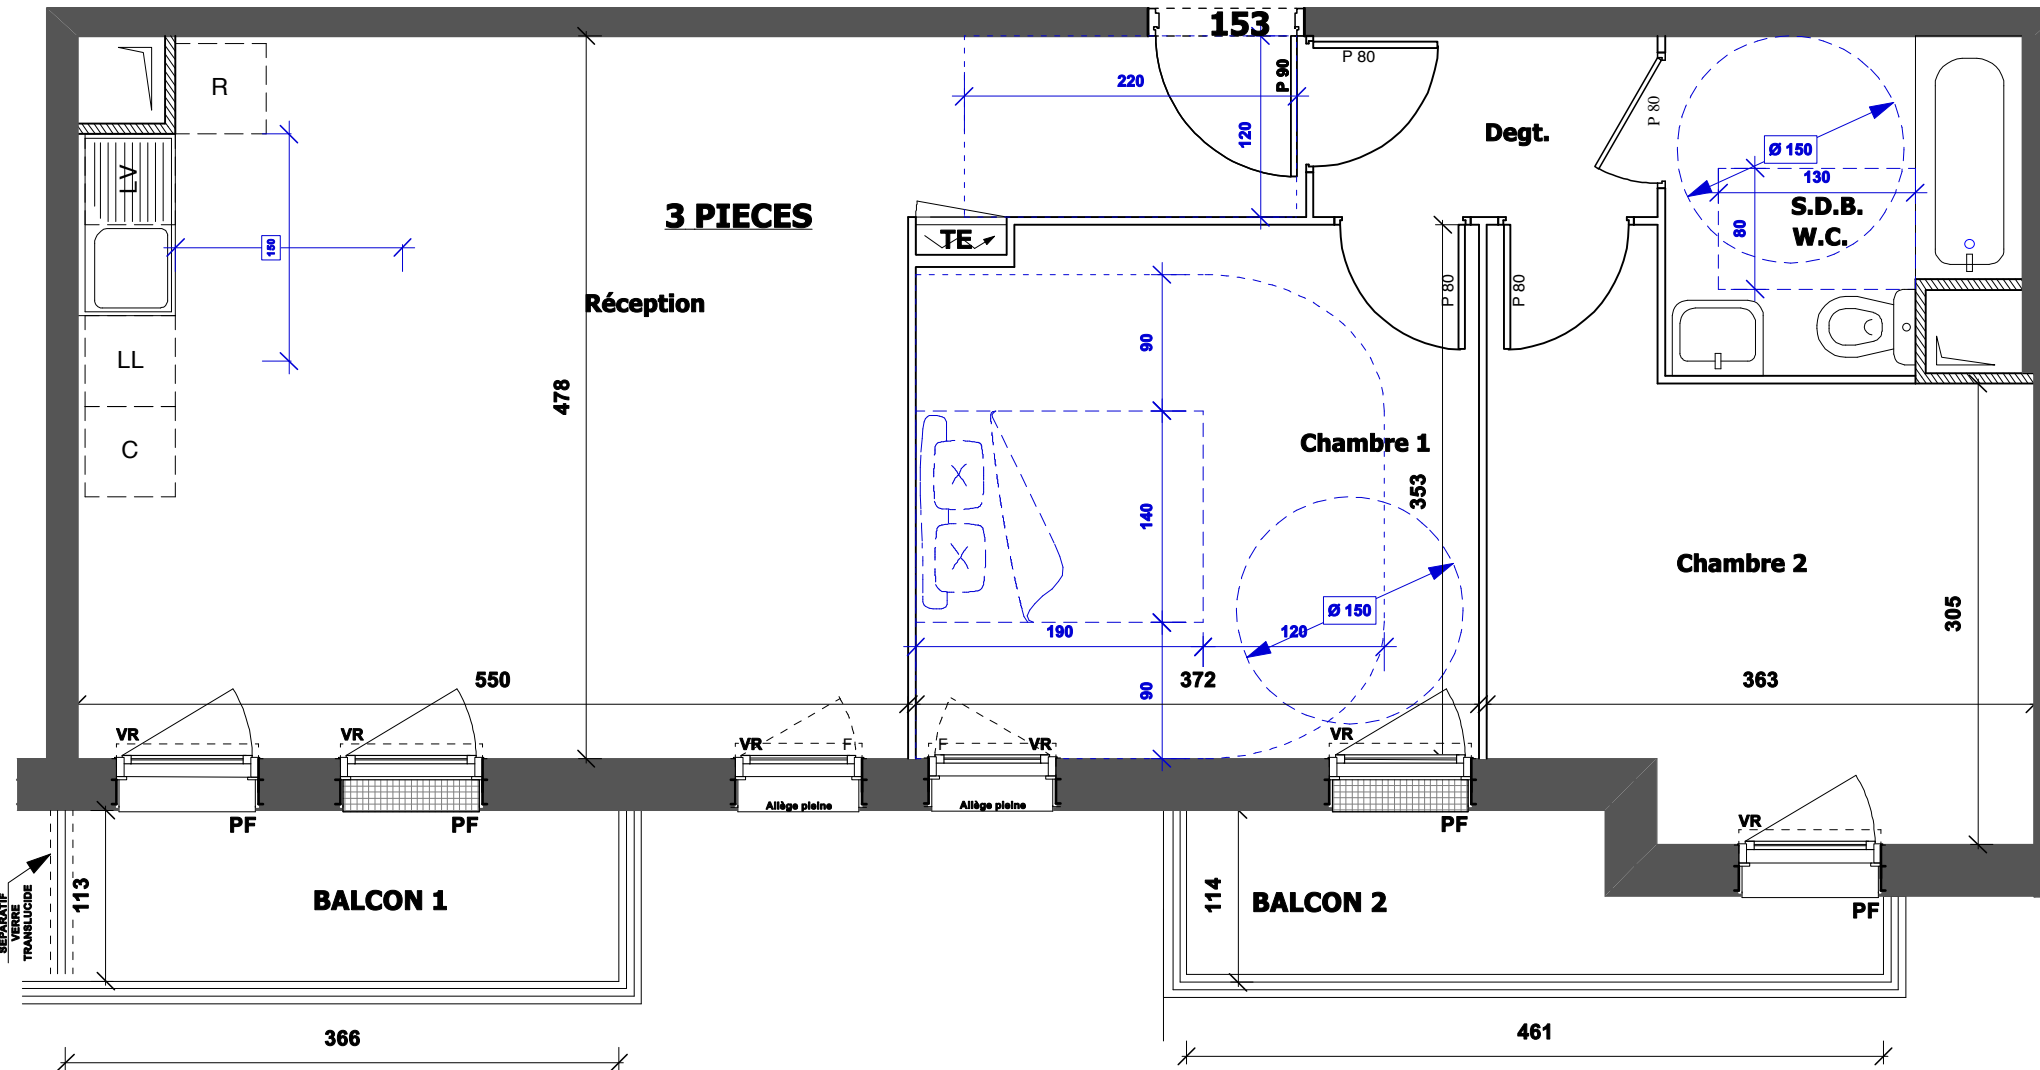 153
P 90
P 80
220
120
R
LV
150
3 PIECES
Degt.
P 80
Ø 150
130
S.D.B.
W.C.
80
TE
Réception
P 80
P 80
LL
478
90
C
Chambre 1
353
140
Chambre 2
305
Ø 150
190
120
550
372
363
90
VR
VR
VR
F
F
VR
VR
Allège pleine
Allège pleine
PF
PF
PF
VR
PF
SEPARATIF
VERRE
TRANSLUCIDE
113
BALCON 1
114
BALCON 2
366
461